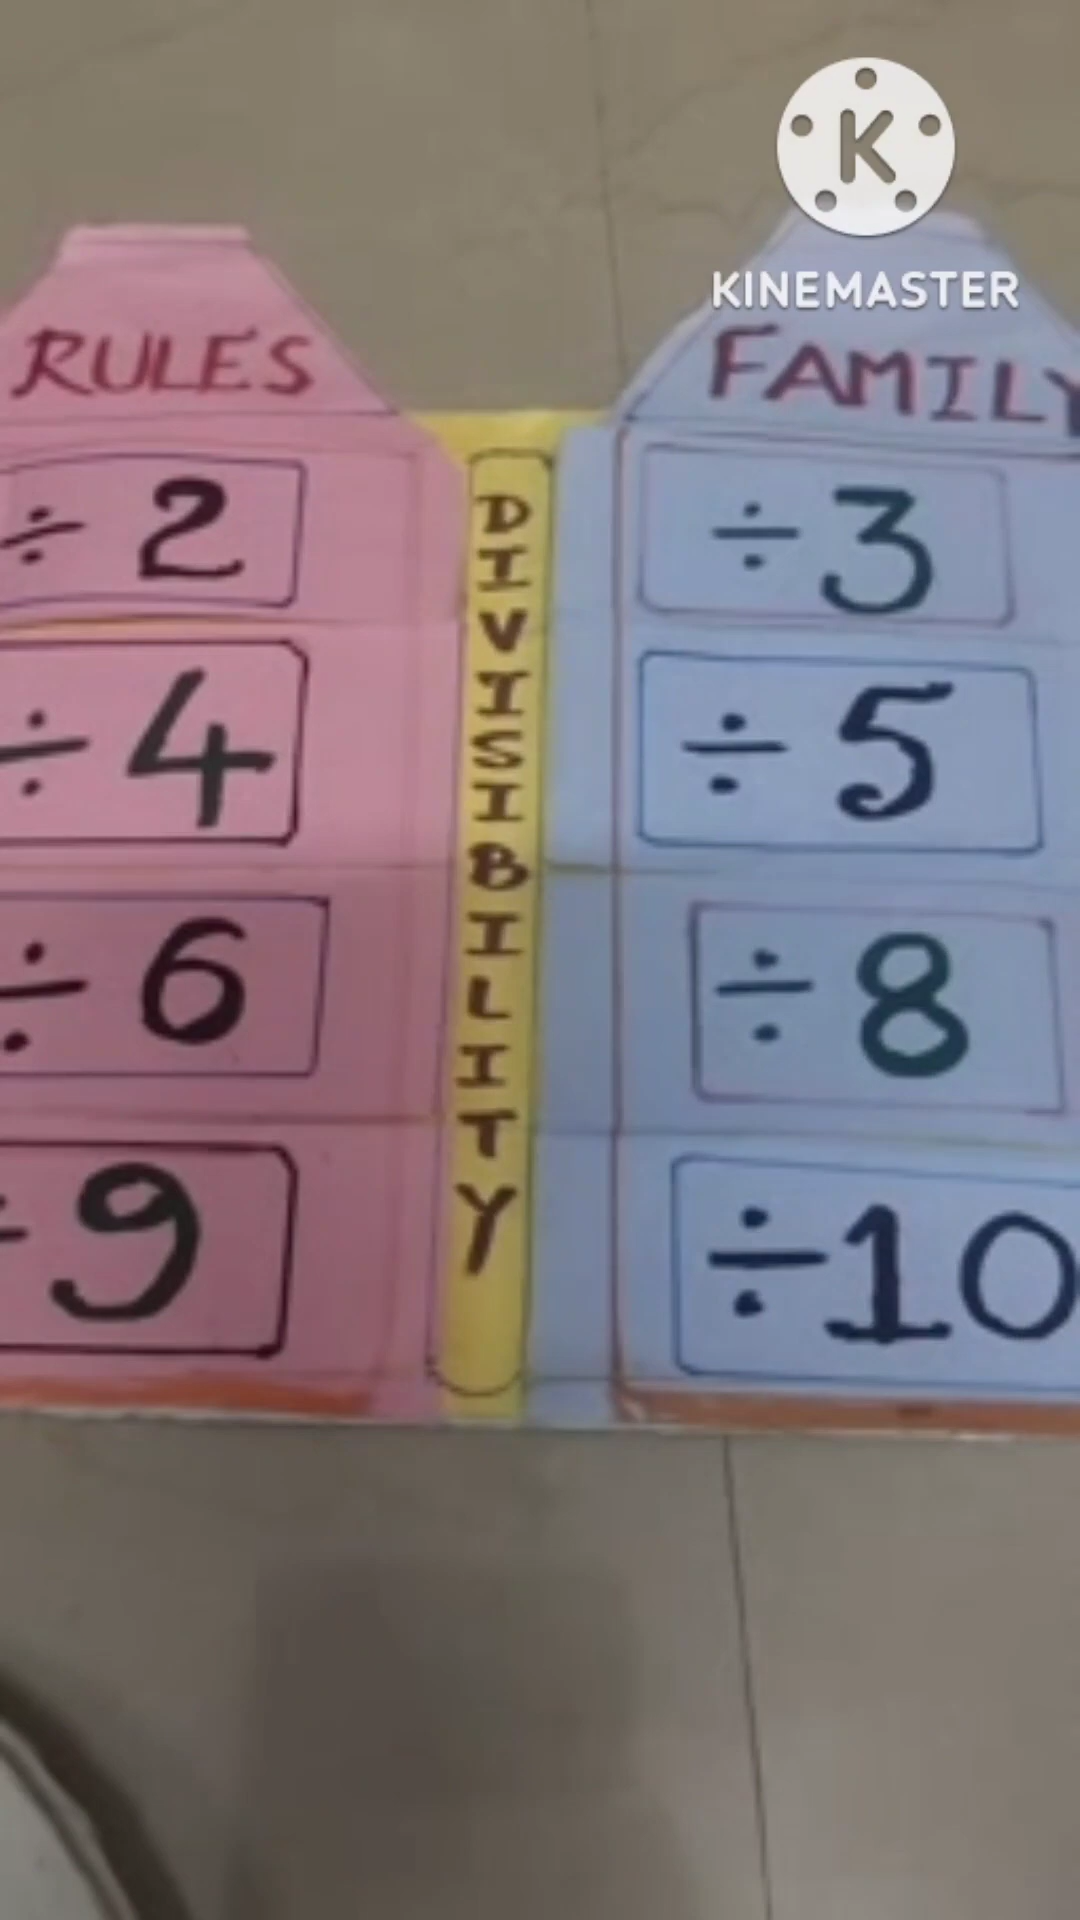 K
KINEMASTER
RULES
÷ 2
÷ 4
÷ 6
÷ 9
DIVISIBILITY
FAMILY
÷ 3
÷ 5
÷ 8
÷ 10